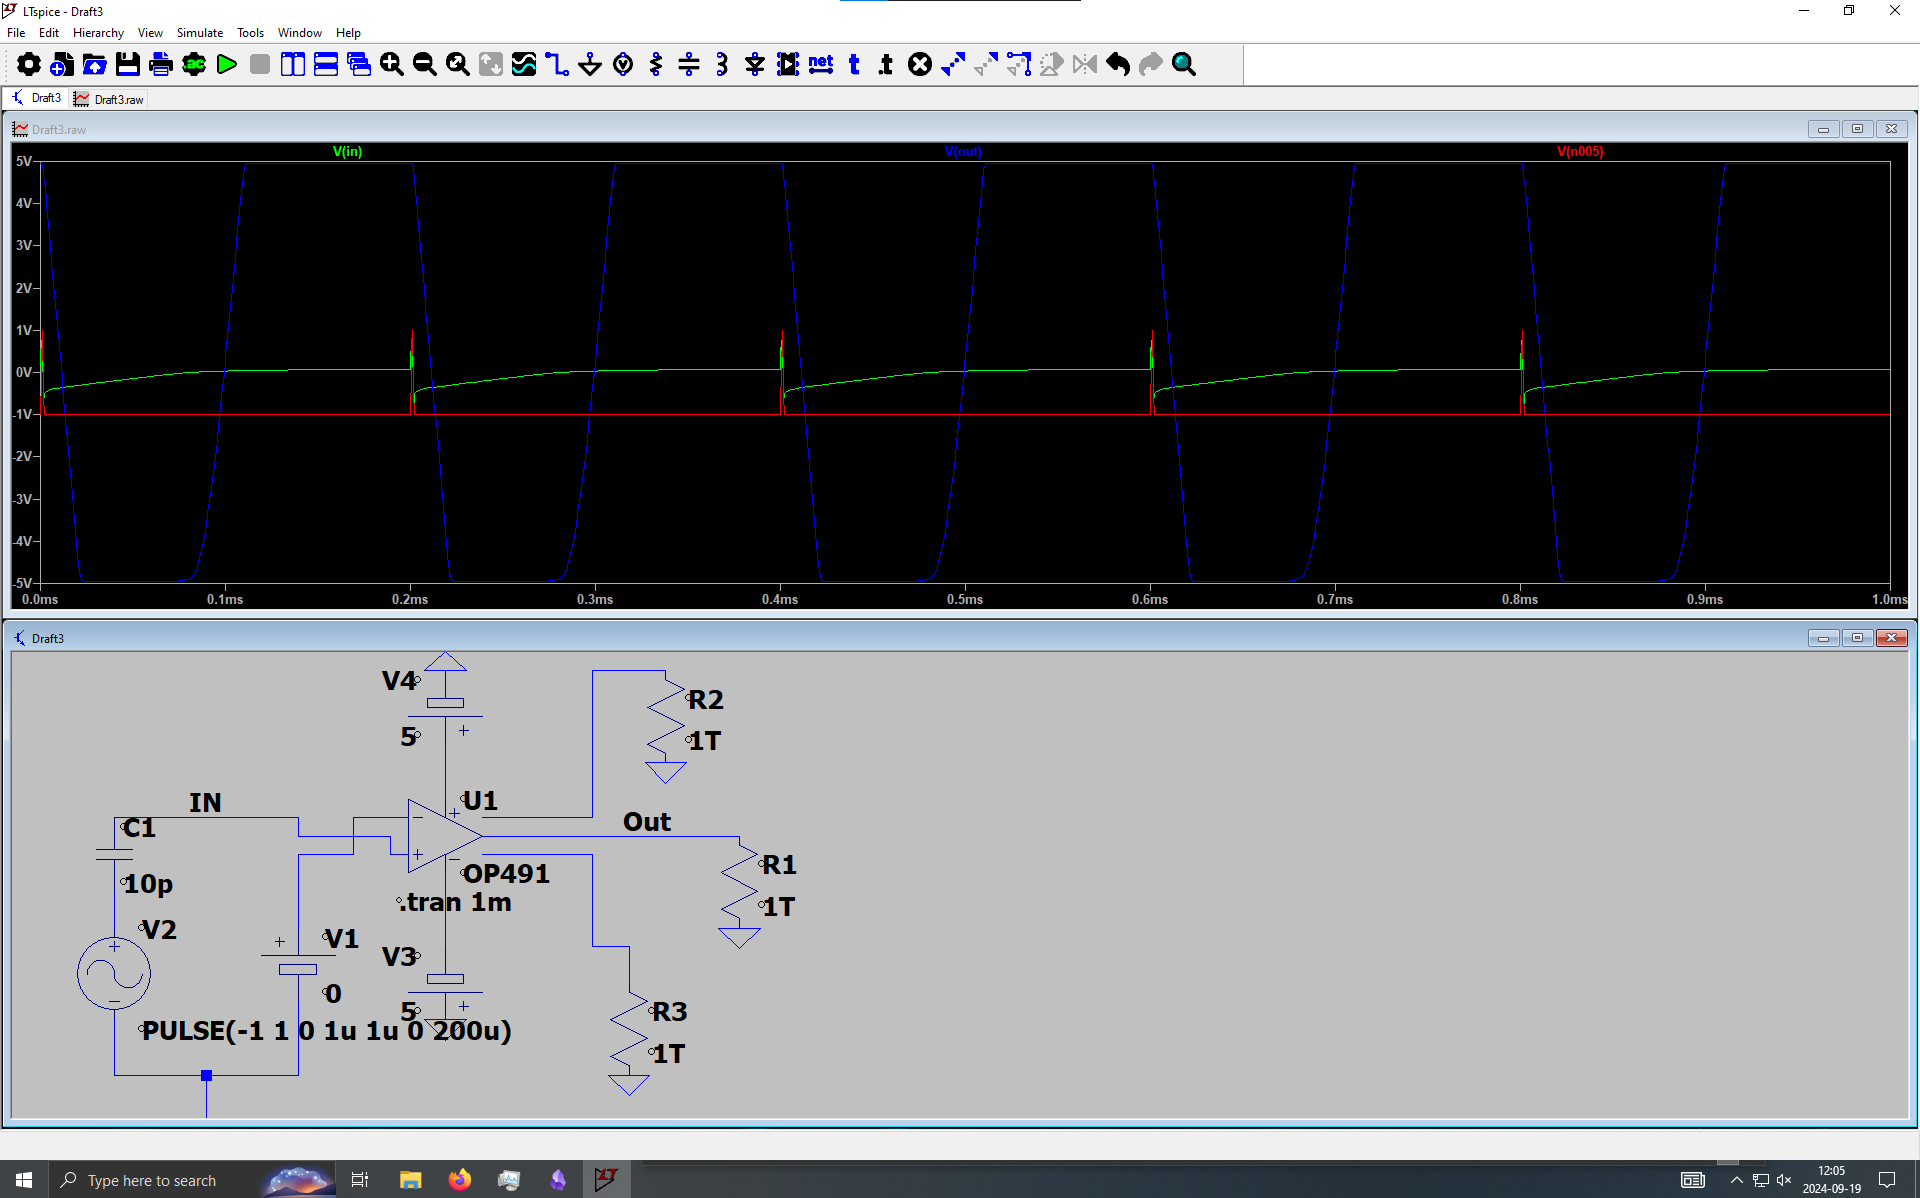 LTspice - Draft3
File Edit Hierarchy View Simulate Tools Window Help
ac net t .t
Draft3 Draft3.raw
Draft3.raw
V(in) V(out) V(n005)
5V
4V
3V
2V
1V
0V
-1V
-2V
-3V
-4V
-5V
0.0ms 0.1ms 0.2ms 0.3ms 0.4ms 0.5ms 0.6ms 0.7ms 0.8ms 0.9ms 1.0ms
Draft3
V4
5
R2
1T
IN
C1
10p
U1
Out
OP491
.tran 1m
R1
1T
V2
V1
0
V3
5
PULSE(-1 1 0 1u 1u 0 200u)
R3
1T
Type here to search
12:05
2024-09-19